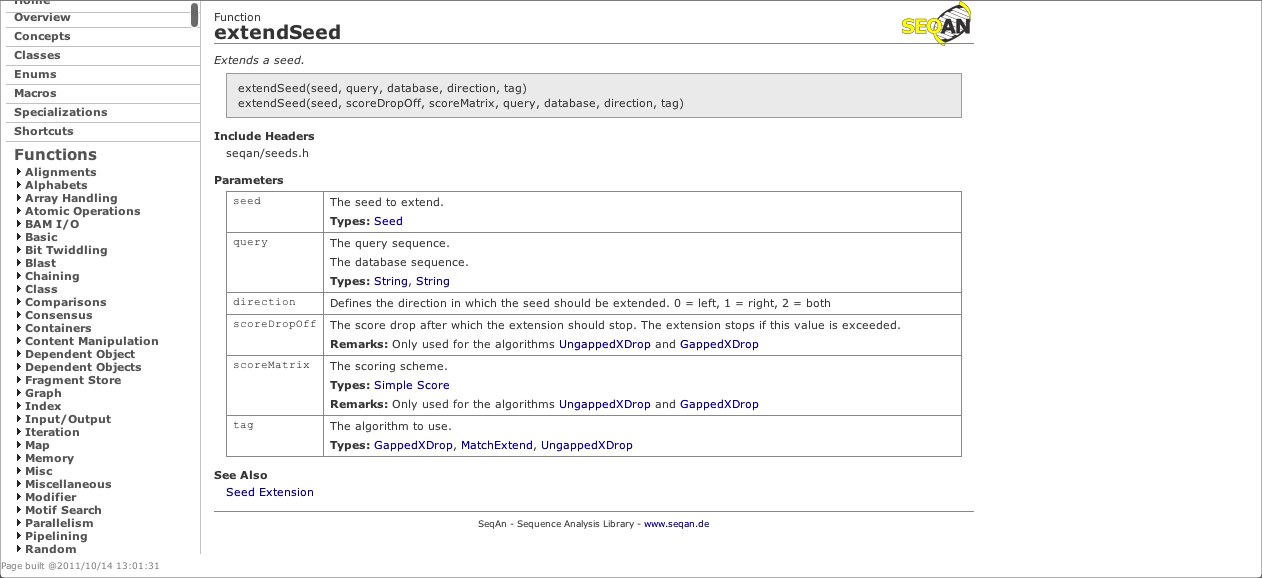 Home
Overview
Concepts
Classes
Enums
Macros
Specializations
Shortcuts
Functions
Alignments
Alphabets
Array Handling
Atomic Operations
BAM I/O
Basic
Bit Twiddling
Blast
Chaining
Class
Comparisons
Consensus
Containers
Content Manipulation
Dependent Object
Dependent Objects
Fragment Store
Graph
Index
Input/Output
Iteration
Map
Memory
Misc
Miscellaneous
Modifier
Motif Search
Parallelism
Pipelining
Random
Page built @2011/10/14 13:01:31
Function
extendSeed
SEQAN
Extends a seed.
extendSeed(seed, query, database, direction, tag)
extendSeed(seed, scoreDropOff, scoreMatrix, query, database, direction, tag)
Include Headers
seqan/seeds.h
Parameters
seed
The seed to extend.
Types: Seed
query
The query sequence.
The database sequence.
Types: String, String
direction
Defines the direction in which the seed should be extended. 0 = left, 1 = right, 2 = both
scoreDropOff
The score drop after which the extension should stop. The extension stops if this value is exceeded.
Remarks: Only used for the algorithms UngappedXDrop and GappedXDrop
scoreMatrix
The scoring scheme.
Types: Simple Score
Remarks: Only used for the algorithms UngappedXDrop and GappedXDrop
tag
The algorithm to use.
Types: GappedXDrop, MatchExtend, UngappedXDrop
See Also
Seed Extension
SeqAn - Sequence Analysis Library - www.seqan.de